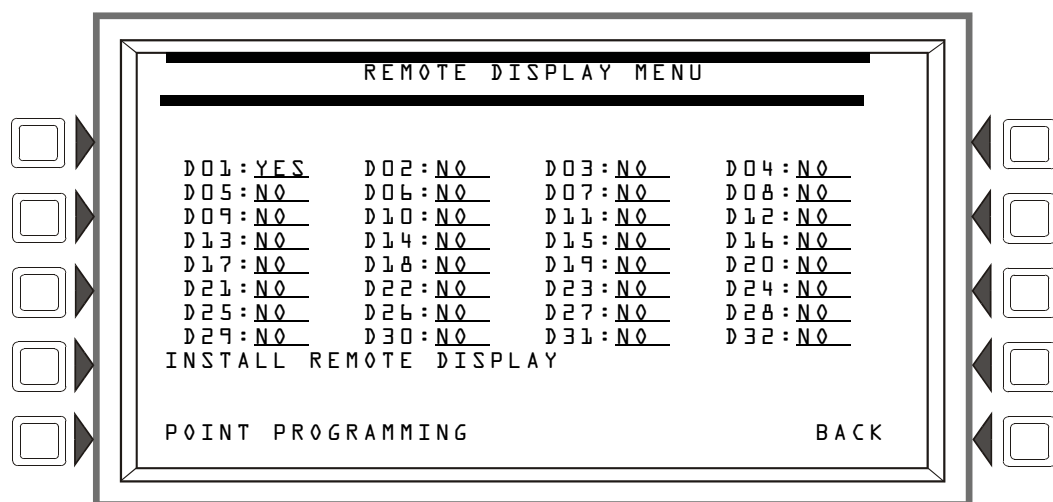 REMOTE DISPLAY MENU
D01:YES D02:NO D03:NO D04:NO
D05:NO D06:NO D07:NO D08:NO
D09:NO D10:NO D11:NO D12:NO
D13:NO D14:NO D15:NO D16:NO
D17:NO D18:NO D19:NO D20:NO
D21:NO D22:NO D23:NO D24:NO
D25:NO D26:NO D27:NO D28:NO
D29:NO D30:NO D31:NO D32:NO
INSTALL REMOTE DISPLAY
POINT PROGRAMMING BACK